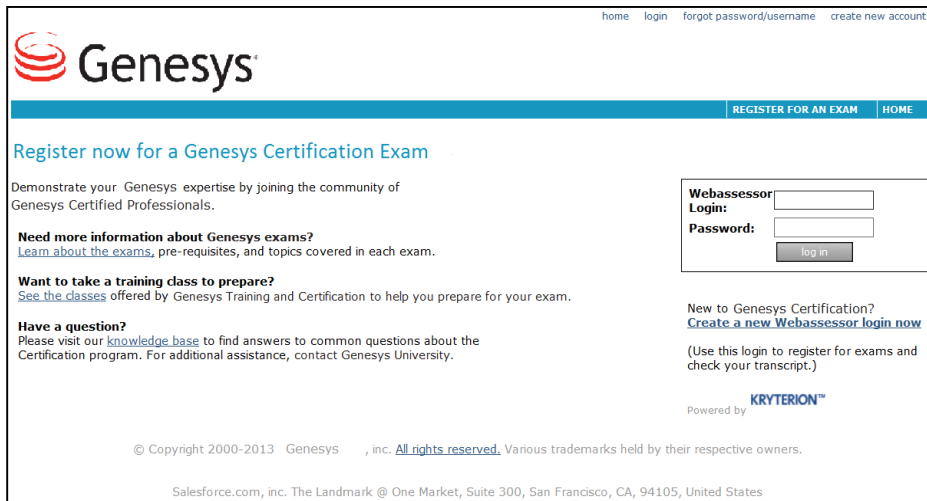 home login forgot password/username create new account
Genesys
REGISTER FOR AN EXAM HOME
Register now for a Genesys Certification Exam
Demonstrate your Genesys expertise by joining the community of
Genesys Certified Professionals.
Need more information about Genesys exams?
Learn about the exams, pre-requisites, and topics covered in each exam.
Want to take a training class to prepare?
See the classes offered by Genesys Training and Certification to help you prepare for your exam.
Have a question?
Please visit our knowledge base to find answers to common questions about the
Certification program. For additional assistance, contact Genesys University.
Webassessor
Login:
Password:
log in
New to Genesys Certification?
Create a new Webassessor login now
(Use this login to register for exams and
check your transcript.)
Powered by KRYTERION™
© Copyright 2000-2013 Genesys , inc. All rights reserved. Various trademarks held by their respective owners.
Salesforce.com, inc. The Landmark @ One Market, Suite 300, San Francisco, CA, 94105, United States